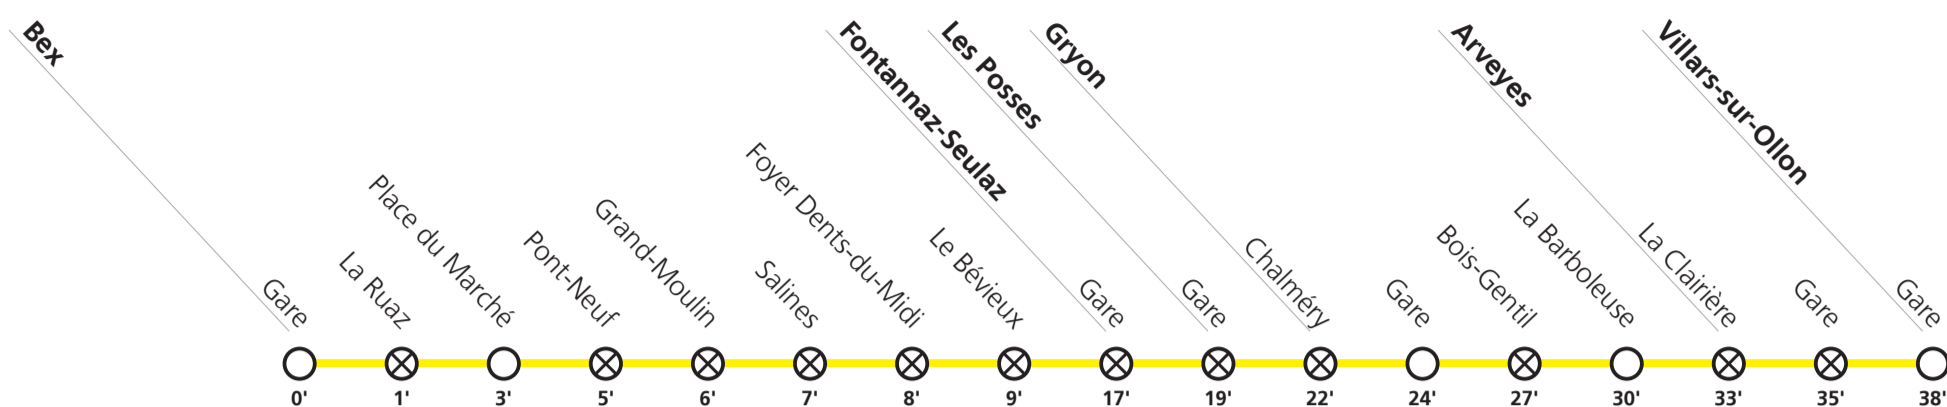 Bex
Fontannaz-Seulaz
Les Posses
Gryon
Arveyes
Villars-sur-Ollon
Gare
La Ruaz
Place du Marché
Pont-Neuf
Grand-Moulin
Salines
Foyer Dents-du-Midi
Le Bévieux
Gare
Gare
Chalméry
Gare
Bois-Gentil
La Barboleuse
La Clairière
Gare
Gare
0' 1' 3' 5' 6' 7' 8' 9' 17' 19' 22' 24' 27' 30' 33' 35' 38'